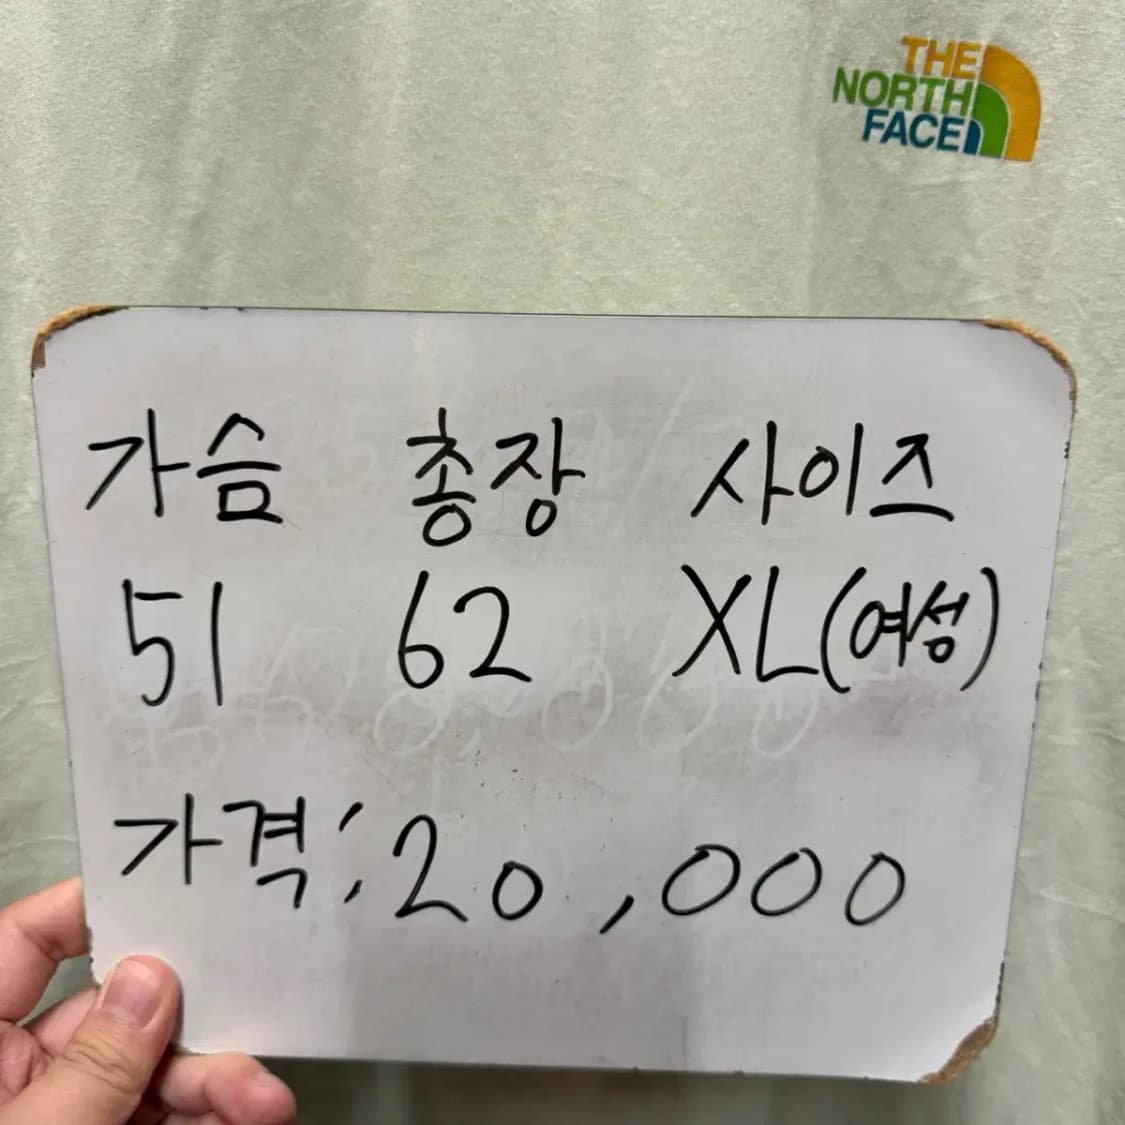 THE
NORTH
FACE
가슴 총장 사이즈
51 62 XL(여성)
가격: 20,000